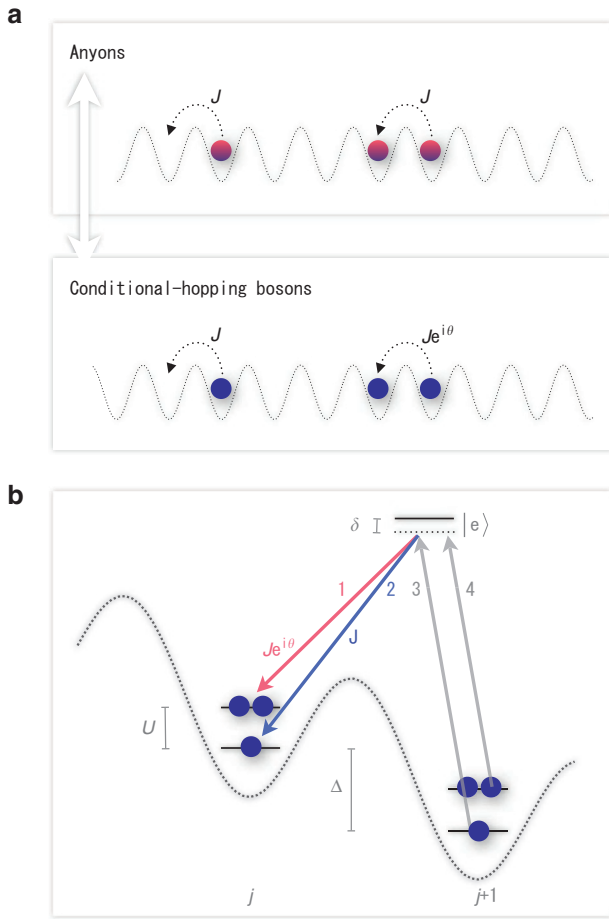 a
Anyons
J J
Conditional-hopping bosons
J Je^{iθ}
b
δ |e⟩
1 2 3 4
Je^{iθ} J
U
Δ
j j+1